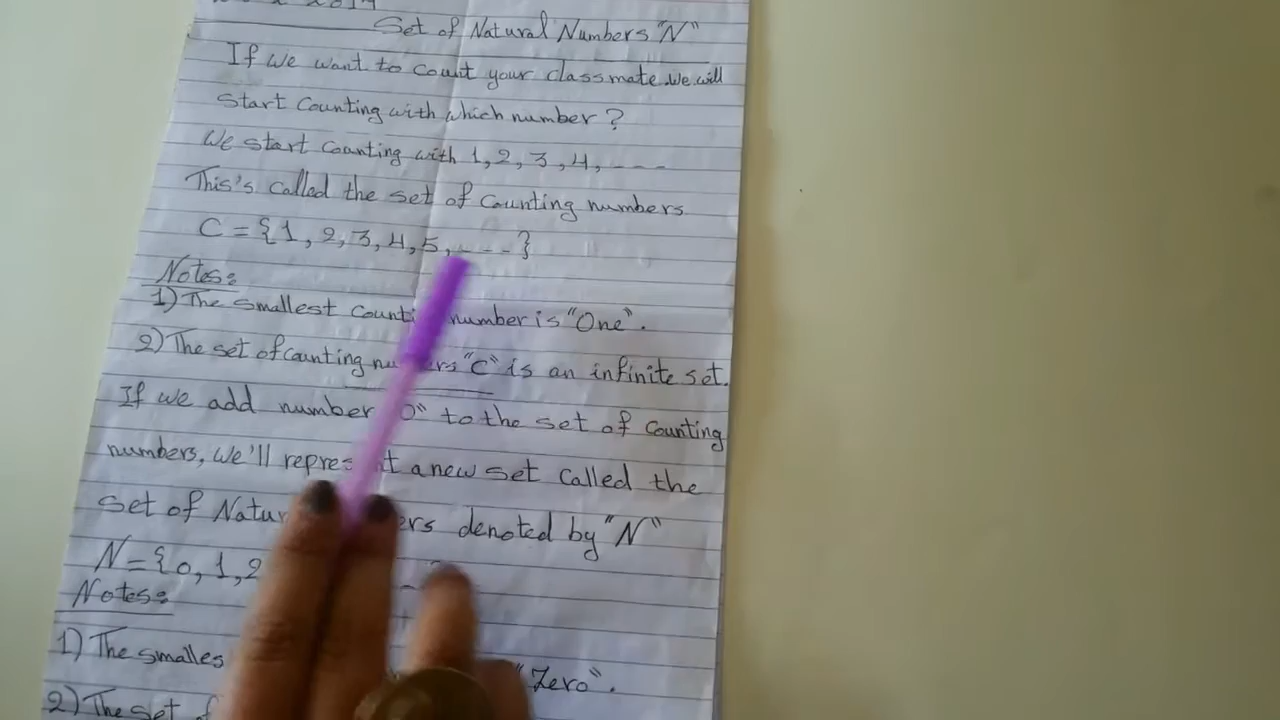 Set of Natural Numbers "N"
If we want to count your classmate we will
start counting with which number?
We start counting with 1, 2, 3, 4, ----
This's called the set of counting numbers
C = {1, 2, 3, 4, 5, ---}
Notes:
1) The smallest number is "One".
2) The set of counting "C" is an infinite set.
If we add number "0" to the set of counting
numbers, we'll represent a new set called the
set of denoted by "N"
N = {0, 1, 2
Notes:
1) The "Zero".
2) The set